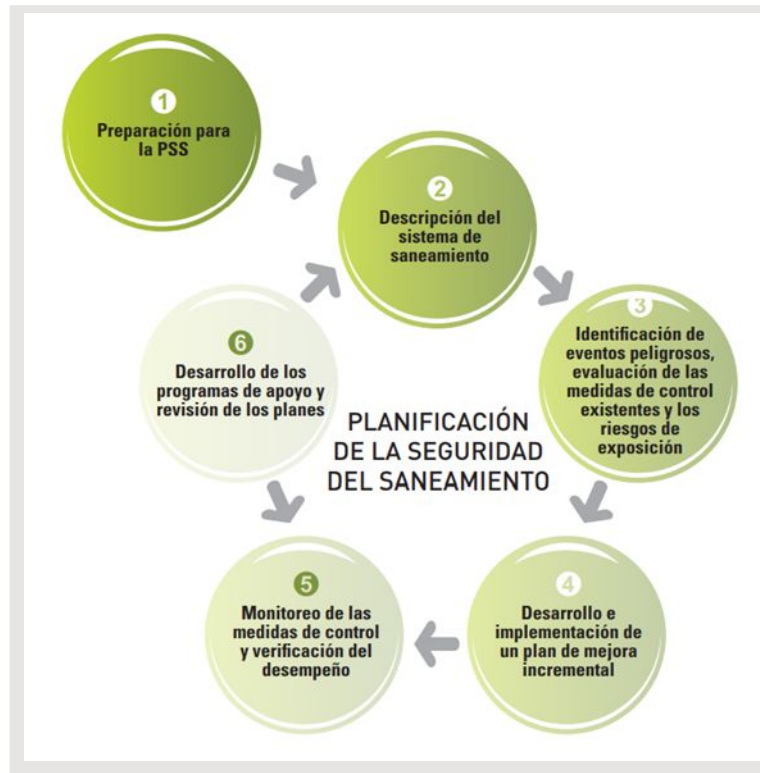 1
Preparación para
la PSS
2
Descripción del
sistema de
saneamiento
3
Identificación de
eventos peligrosos,
evaluación de las
medidas de control
existentes y los
riesgos de
exposición
4
Desarrollo e
implementación de
un plan de mejora
incremental
5
Monitoreo de las
medidas de control
y verificación del
desempeño
6
Desarrollo de los
programas de apoyo y
revisión de los planes
PLANIFICACIÓN
DE LA SEGURIDAD
DEL SANEAMIENTO